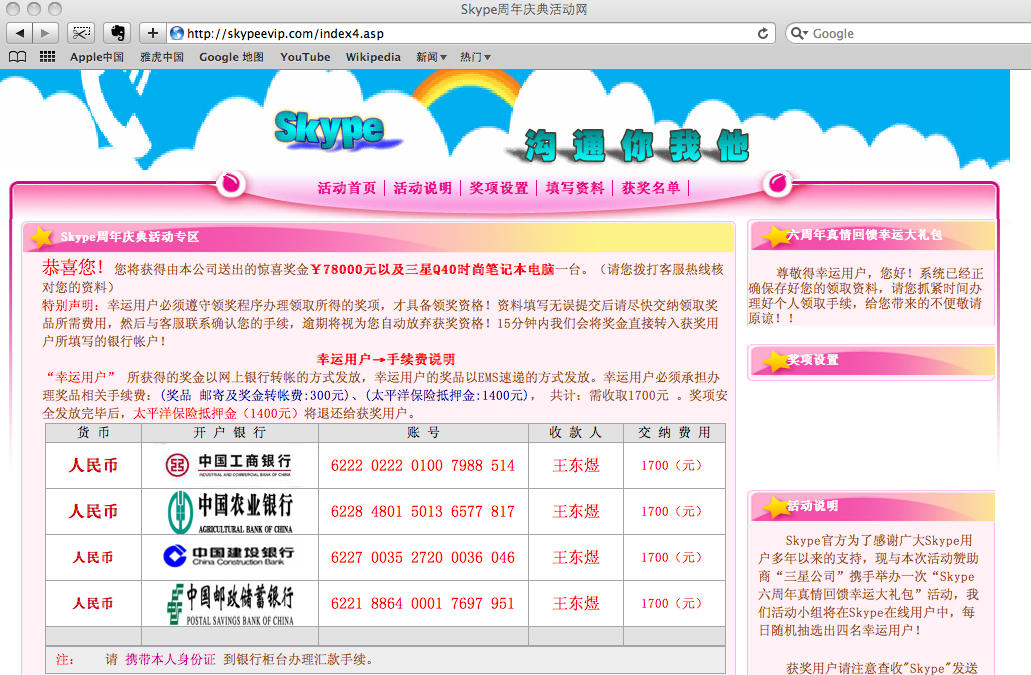 Skype周年庆典活动网
http://skypeevip.com/index4.asp
Google
Apple中国 雅虎中国 Google 地图 YouTube Wikipedia 新闻▼ 热门▼
Skype
沟通你我他
活动首页| 活动说明| 奖项设置| 填写资料| 获奖名单|
Skype周年庆典活动专区
恭喜您！您将获得由本公司送出的惊喜奖金￥78000元以及三星Q40时尚笔记本电脑一台。（请您拨打客服热线核
对您的资料）
特别声明：幸运用户必须遵守领奖程序办理领取所得的奖项，才具备领奖资格！资料填写无误提交后请尽快交纳领取奖
品所需费用，然后与客服联系确认您的手续，逾期将视为您自动放弃获奖资格！15分钟内我们会将奖金直接转入获奖用
户所填写的银行帐户！
幸运用户→手续费说明
“幸运用户” 所获得的奖金以网上银行转帐的方式发放，幸运用户的奖品以EMS速递的方式发放。幸运用户必须承担办
理奖品相关手续费：(奖品 邮寄及奖金转帐费:300元)、(太平洋保险抵押金:1400元)， 共计：需收取1700元 。奖项安
全发放完毕后，太平洋保险抵押金（1400元）将退还给获奖用户。
货 币 开 户 银 行 账 号 收 款 人 交 纳 费 用
人民币 中国工商银行 INDUSTRIAL AND COMMERCIAL BANK OF CHINA 6222 0222 0100 7988 514 王东煜 1700（元）
人民币 中国农业银行 AGRICULTURAL BANK OF CHINA 6228 4801 5013 6577 817 王东煜 1700（元）
人民币 中国建设银行 China Construction Bank 6227 0035 2720 0036 046 王东煜 1700（元）
人民币 中国邮政储蓄银行 POSTAL SAVINGS BANK OF CHINA 6221 8864 0001 7697 951 王东煜 1700（元）
注： 请 携带本人身份证 到银行柜台办理汇款手续。
六周年真情回馈幸运大礼包
尊敬得幸运用户，您好！系统已经正
确保存好您的领取资料，请您抓紧时间办
理好个人领取手续，给您带来的不便敬请
原谅！！
奖项设置
活动说明
Skype官方为了感谢广大Skype用
户多年以来的支持，现与本次活动赞助
商“三星公司”携手举办一次“Skype
六周年真情回馈幸运大礼包”活动，我
们活动小组将在Skype在线用户中，每
日随机抽选出四名幸运用户！
获奖用户请注意查收"Skype"发送